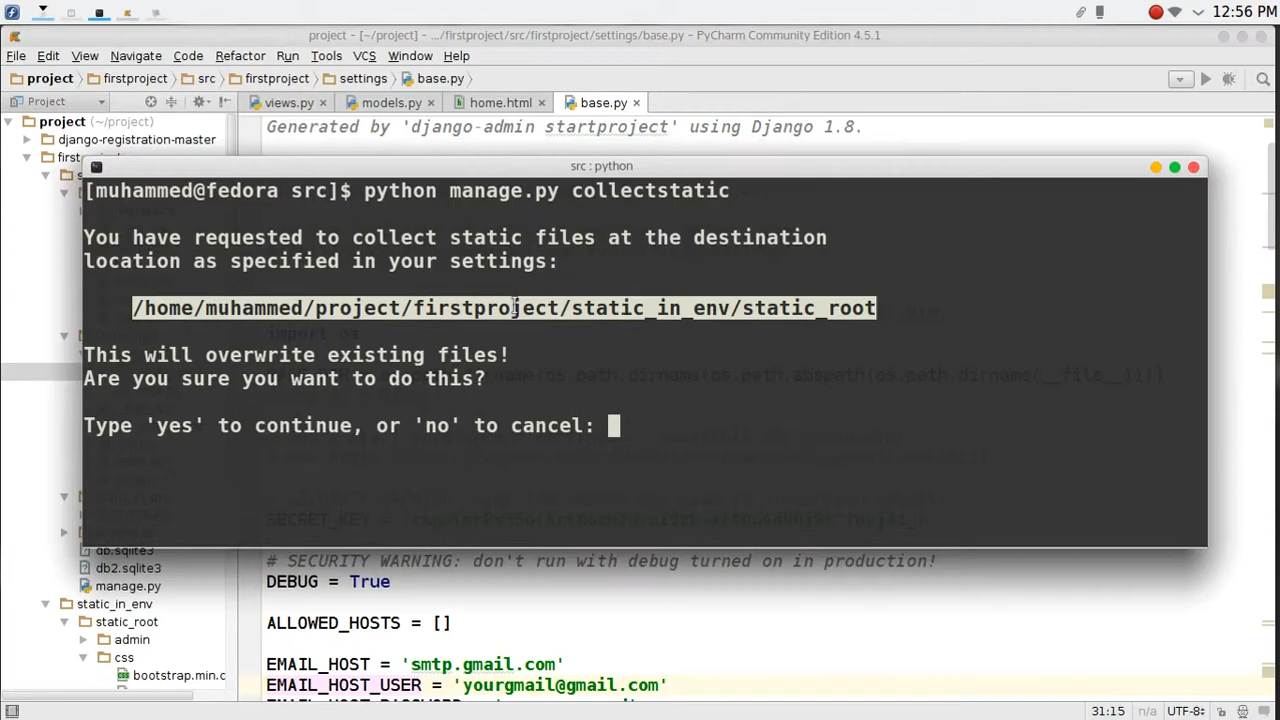 12:56 PM
project - [~/project] - .../firstproject/src/firstproject/settings/base.py - PyCharm Community Edition 4.5.1
File Edit View Navigate Code Refactor Run Tools VCS Window Help
project firstproject src firstproject settings base.py
Project views.py models.py home.html base.py
project (~/project)
Generated by 'django-admin startproject' using Django 1.8.
django-registration-master
src : python
[muhammed@fedora src]$ python manage.py collectstatic
You have requested to collect static files at the destination
location as specified in your settings:
/home/muhammed/project/firstproject/static_in_env/static_root
This will overwrite existing files!
Are you sure you want to do this?
Type 'yes' to continue, or 'no' to cancel:
db.sqlite3
db2.sqlite3
manage.py
static_in_env
static_root
admin
css
bootstrap.min.c
# SECURITY WARNING: don't run with debug turned on in production!
DEBUG = True
ALLOWED_HOSTS = []
EMAIL_HOST = 'smtp.gmail.com'
EMAIL_HOST_USER = 'yourgmail@gmail.com'
31:15 n/a UTF-8